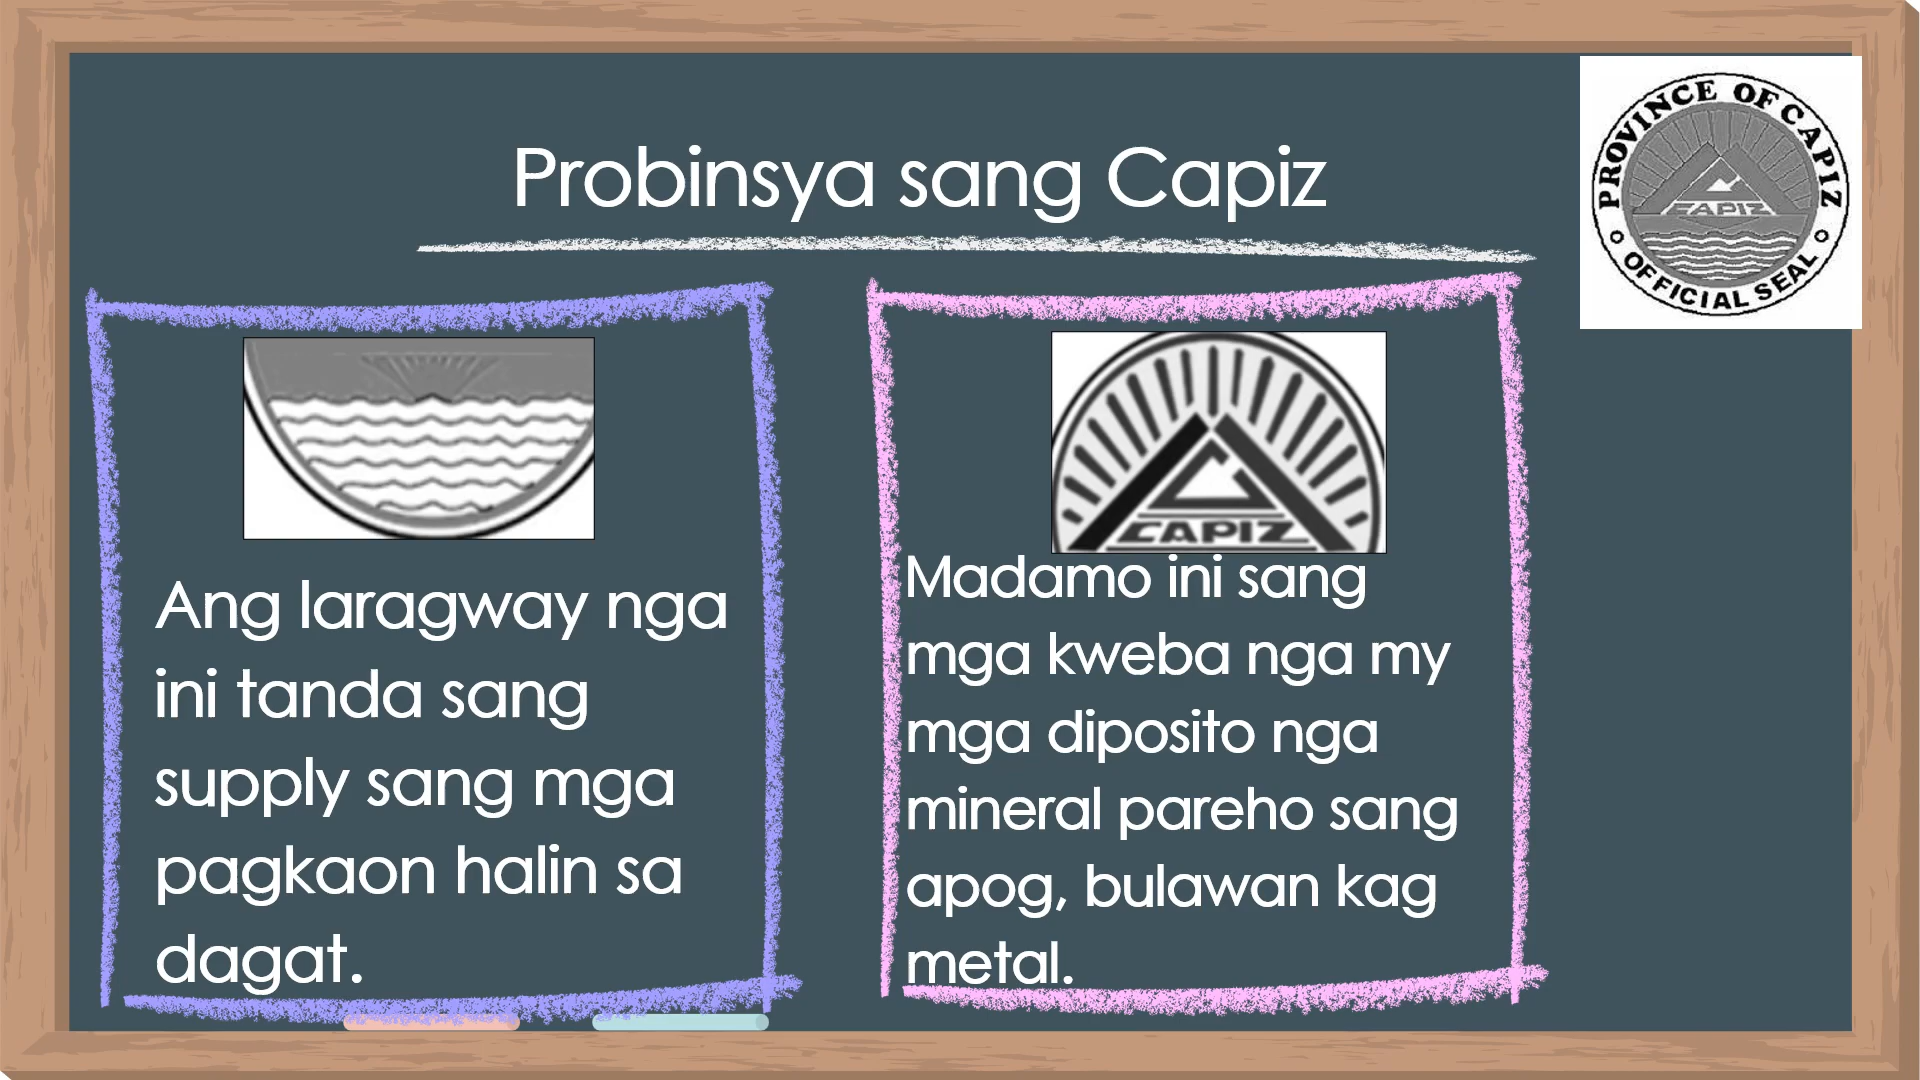 PROVINCE OF CAPIZ
CAPIZ
OFFICIAL SEAL
Probinsya sang Capiz
Ang laragway nga
ini tanda sang
supply sang mga
pagkaon halin sa
dagat.
CAPIZ
Madamo ini sang
mga kweba nga my
mga diposito nga
mineral pareho sang
apog, bulawan kag
metal.